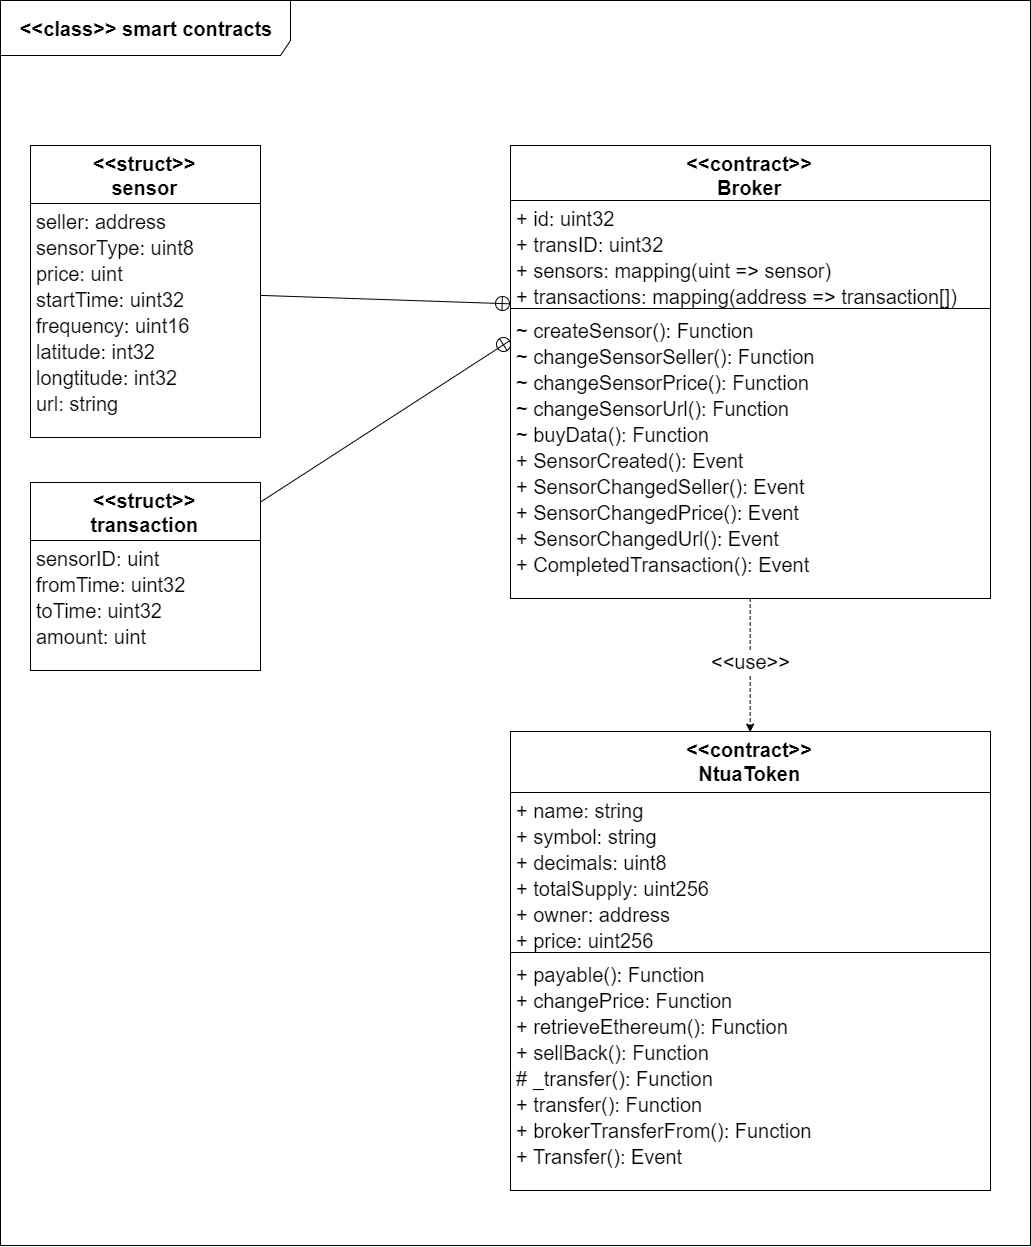 <<class>> smart contracts
<<struct>>
sensor
seller: address
sensorType: uint8
price: uint
startTime: uint32
frequency: uint16
latitude: int32
longtitude: int32
url: string
<<struct>>
transaction
sensorID: uint
fromTime: uint32
toTime: uint32
amount: uint
<<contract>>
Broker
+ id: uint32
+ transID: uint32
+ sensors: mapping(uint => sensor)
+ transactions: mapping(address => transaction[])
~ createSensor(): Function
~ changeSensorSeller(): Function
~ changeSensorPrice(): Function
~ changeSensorUrl(): Function
~ buyData(): Function
+ SensorCreated(): Event
+ SensorChangedSeller(): Event
+ SensorChangedPrice(): Event
+ SensorChangedUrl(): Event
+ CompletedTransaction(): Event
<<use>>
<<contract>>
NtuaToken
+ name: string
+ symbol: string
+ decimals: uint8
+ totalSupply: uint256
+ owner: address
+ price: uint256
+ payable(): Function
+ changePrice: Function
+ retrieveEthereum(): Function
+ sellBack(): Function
# _transfer(): Function
+ transfer(): Function
+ brokerTransferFrom(): Function
+ Transfer(): Event